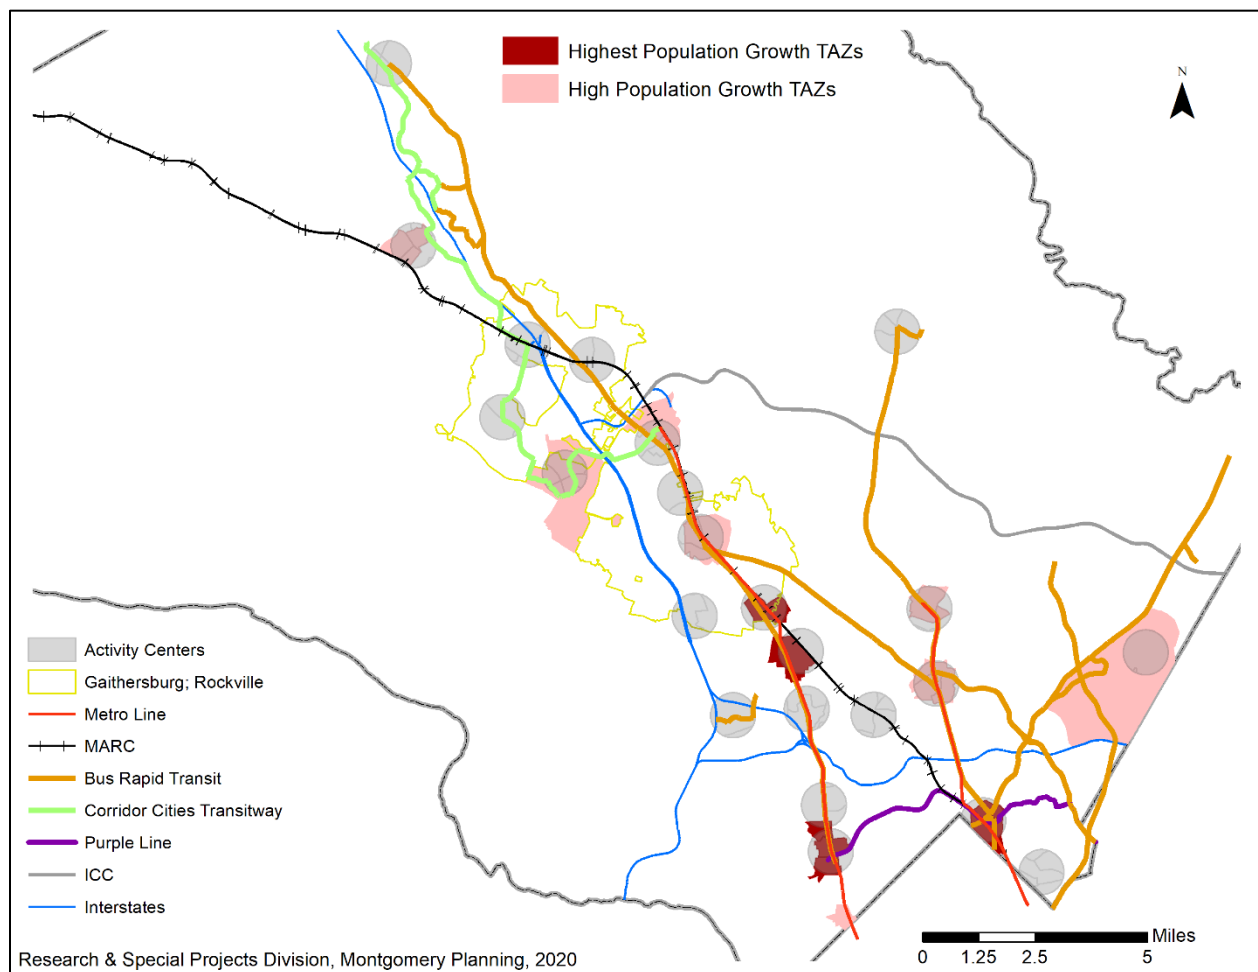 Highest Population Growth TAZs
High Population Growth TAZs
N
Activity Centers
Gaithersburg; Rockville
Metro Line
MARC
Bus Rapid Transit
Corridor Cities Transitway
Purple Line
ICC
Interstates
Miles
0 1.25 2.5 5
Research & Special Projects Division, Montgomery Planning, 2020